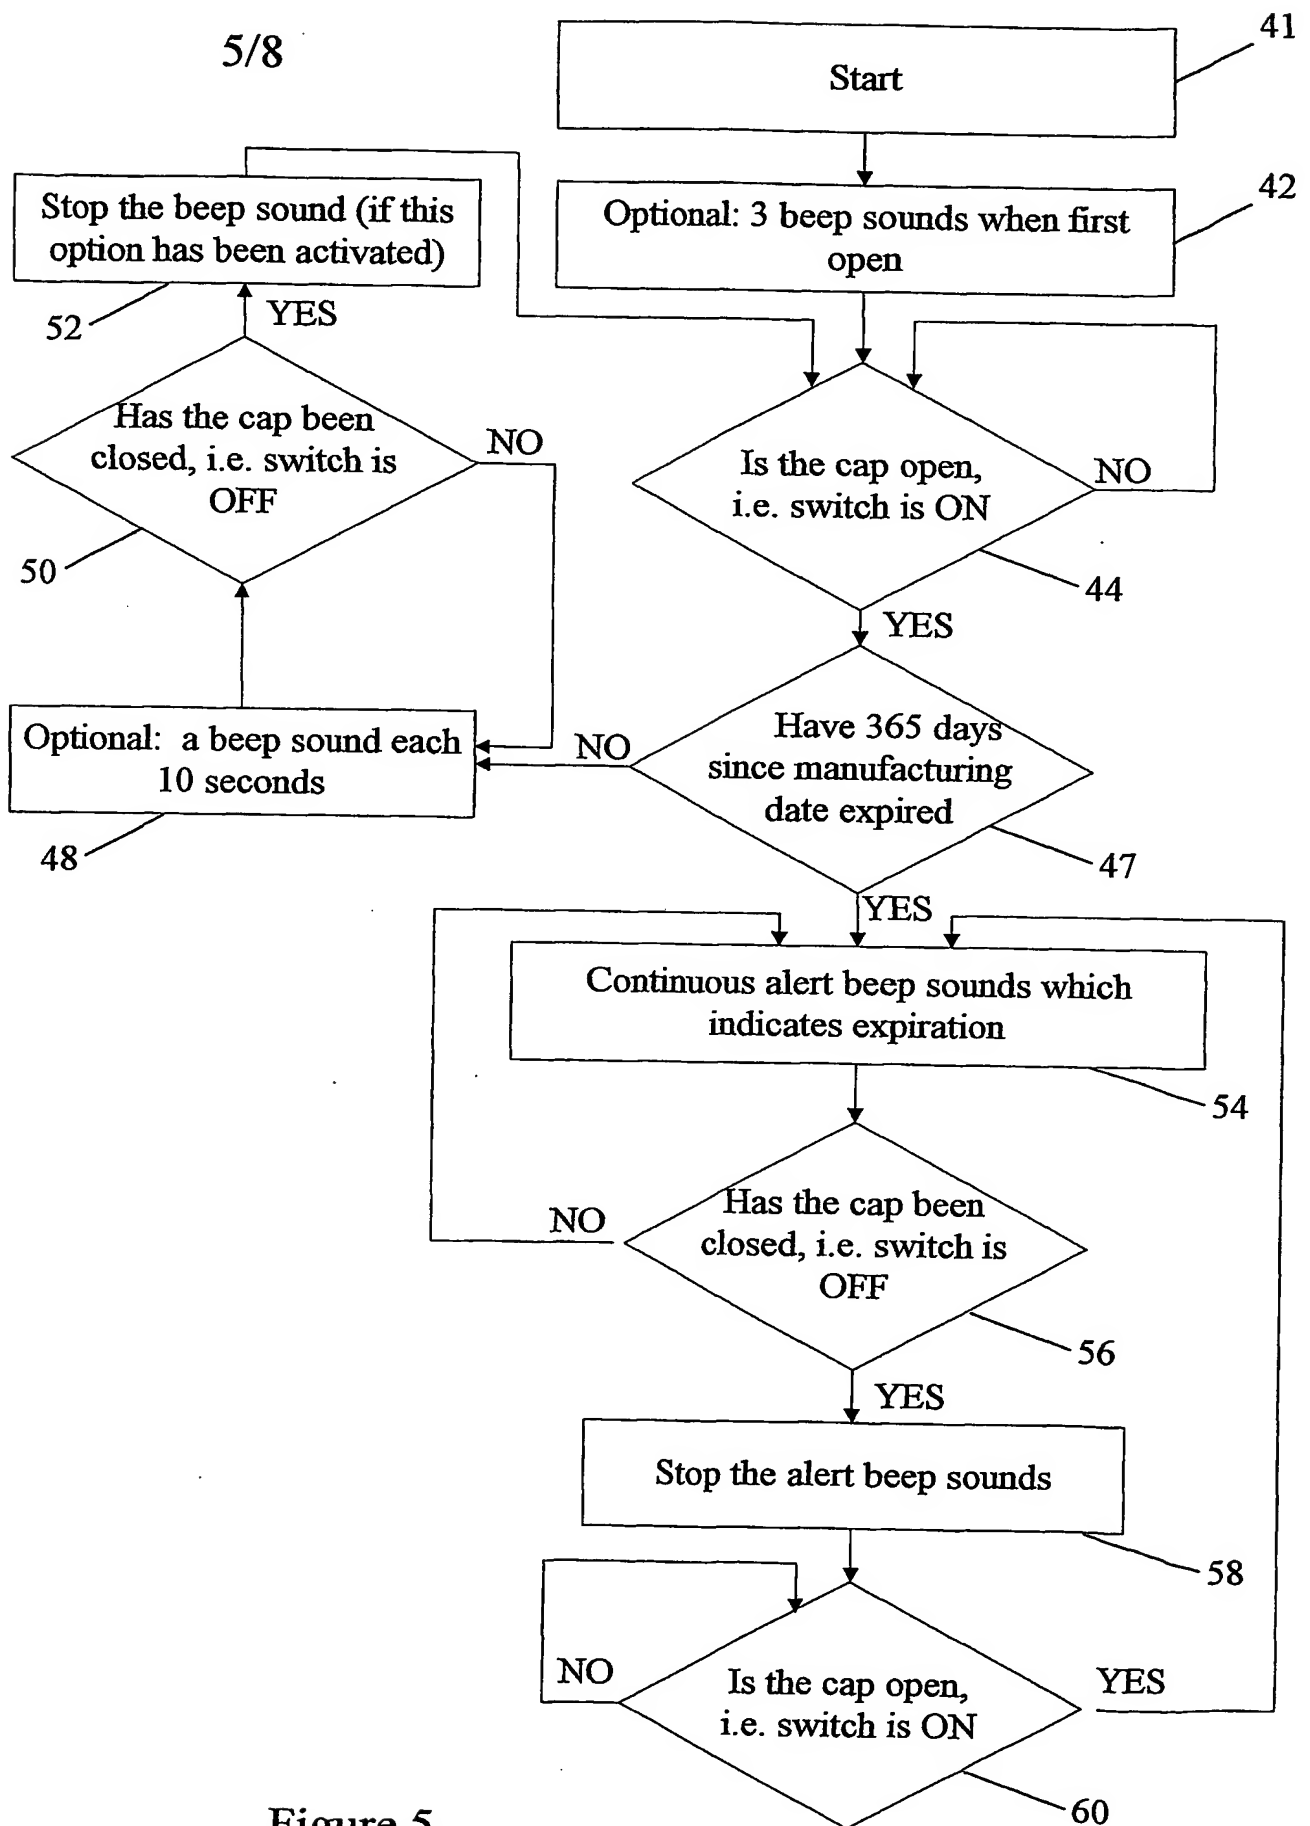 5/8
41
Start
42
Optional: 3 beep sounds when first
open
Stop the beep sound (if this
option has been activated)
52
YES
Has the cap been
closed, i.e. switch is
OFF
NO
50
Is the cap open,
i.e. switch is ON
NO
44
YES
Have 365 days
since manufacturing
date expired
NO
47
Optional: a beep sound each
10 seconds
48
YES
Continuous alert beep sounds which
indicates expiration
54
Has the cap been
closed, i.e. switch is
OFF
NO
56
YES
Stop the alert beep sounds
58
Is the cap open,
i.e. switch is ON
NO
YES
60
Figure 5